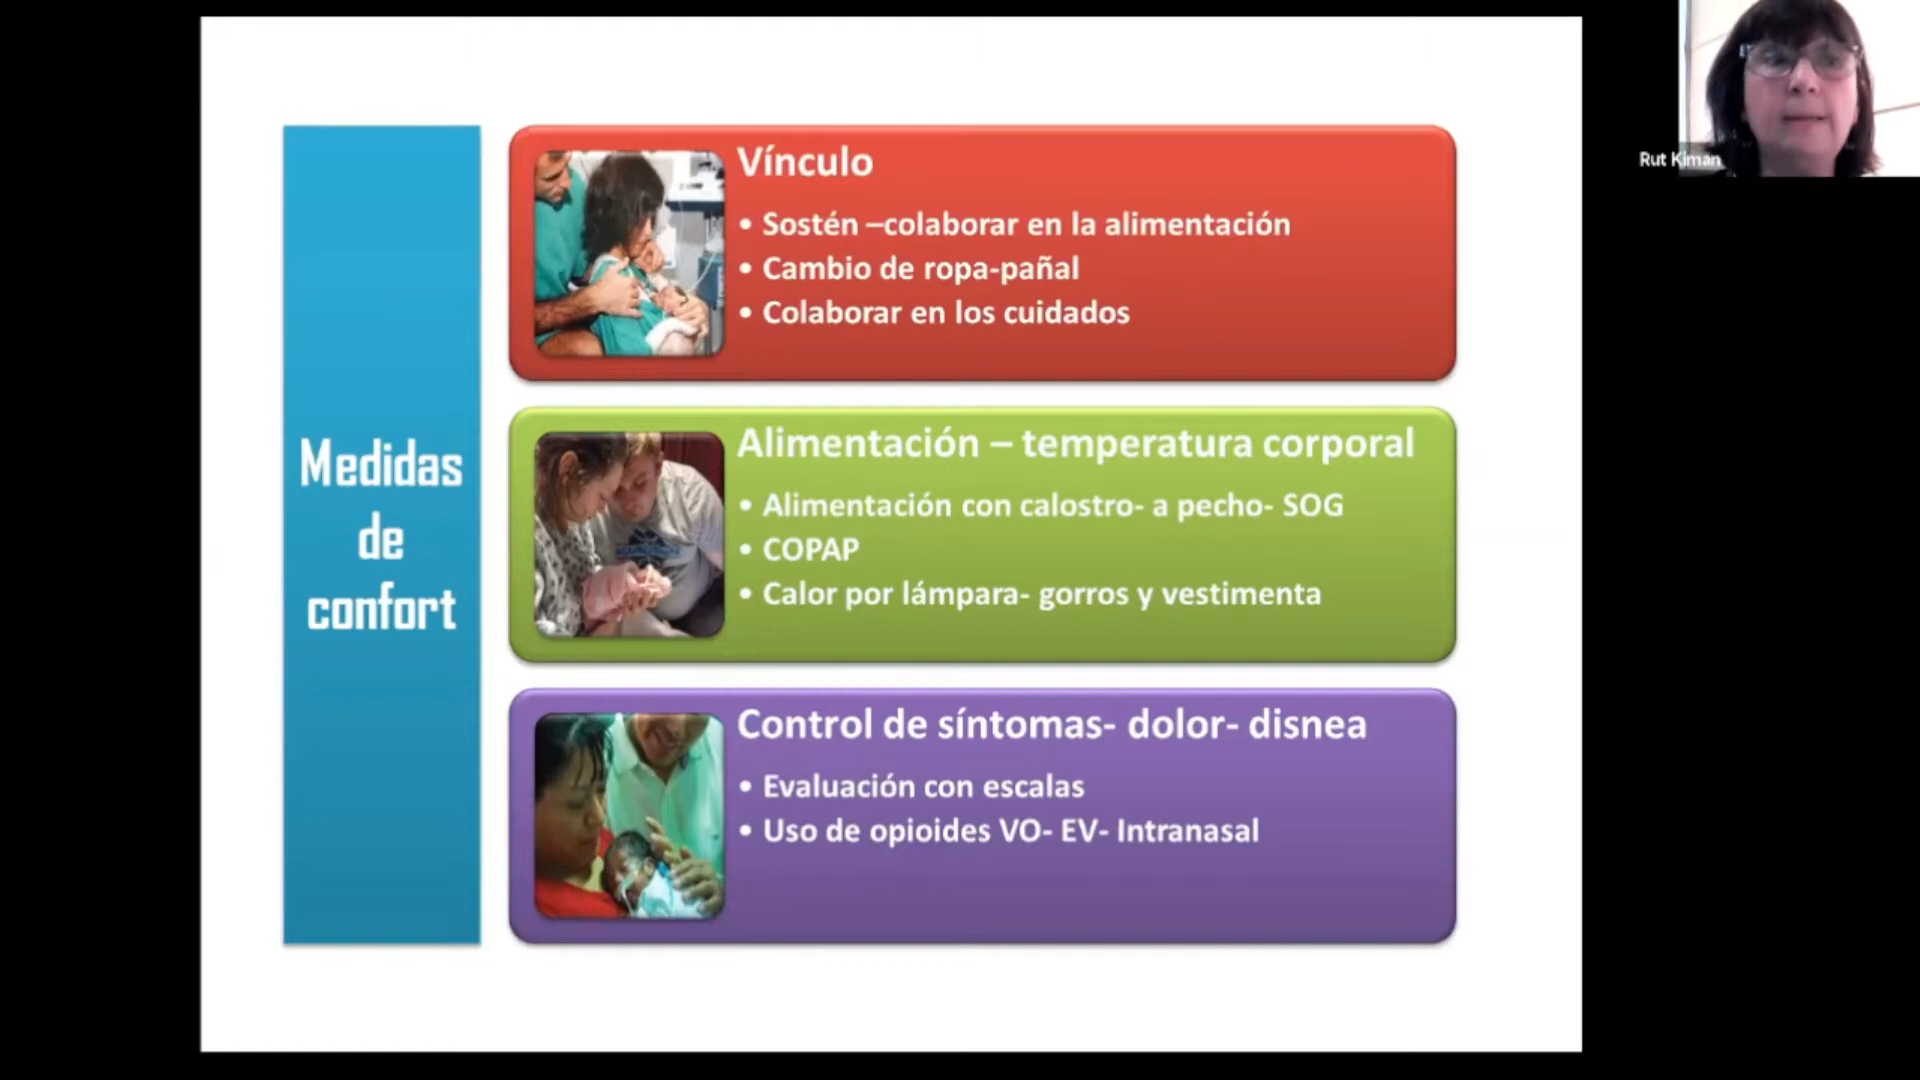 Medidas
de
confort
Vínculo
• Sostén –colaborar en la alimentación
• Cambio de ropa-pañal
• Colaborar en los cuidados
Alimentación – temperatura corporal
• Alimentación con calostro- a pecho- SOG
• COPAP
• Calor por lámpara- gorros y vestimenta
Control de síntomas- dolor- disnea
• Evaluación con escalas
• Uso de opioides VO- EV- Intranasal
Rut Kiman